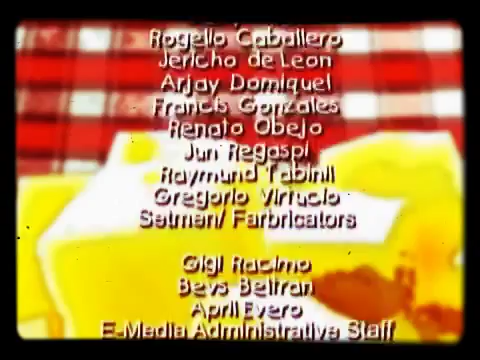 Rogelio Caballero
Jericho de Leon
Arjay Domiquel
Francis Gonzales
Renato Obejo
Jun Regaspi
Raymund Tabinil
Gregorio Virtucio
Setmen/ Farbricators
Gigi Racimo
Bevs Beltran
April Evero
E-Media Administrative Staff